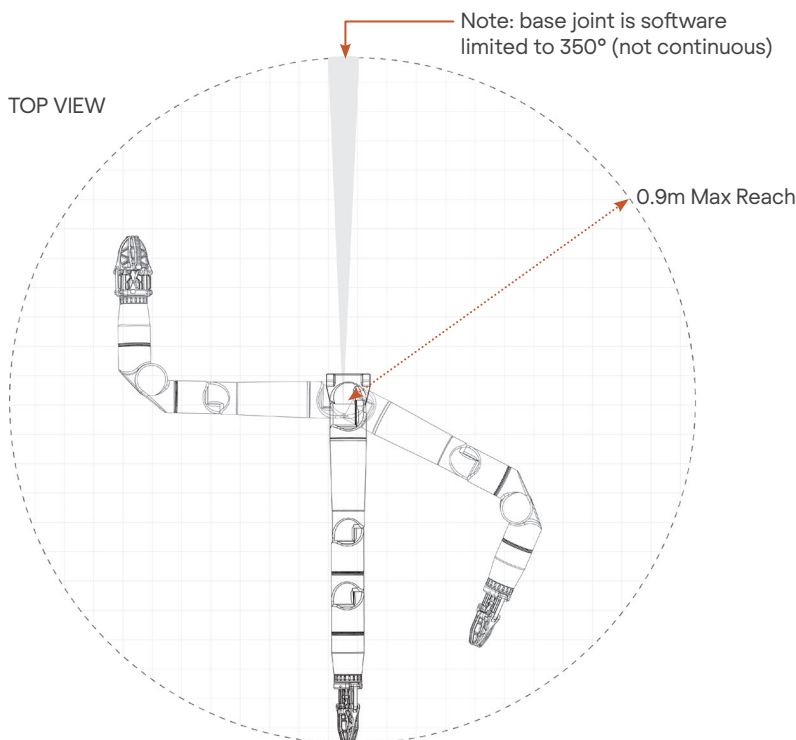 Note: base joint is software
limited to 350° (not continuous)
TOP VIEW
0.9m Max Reach